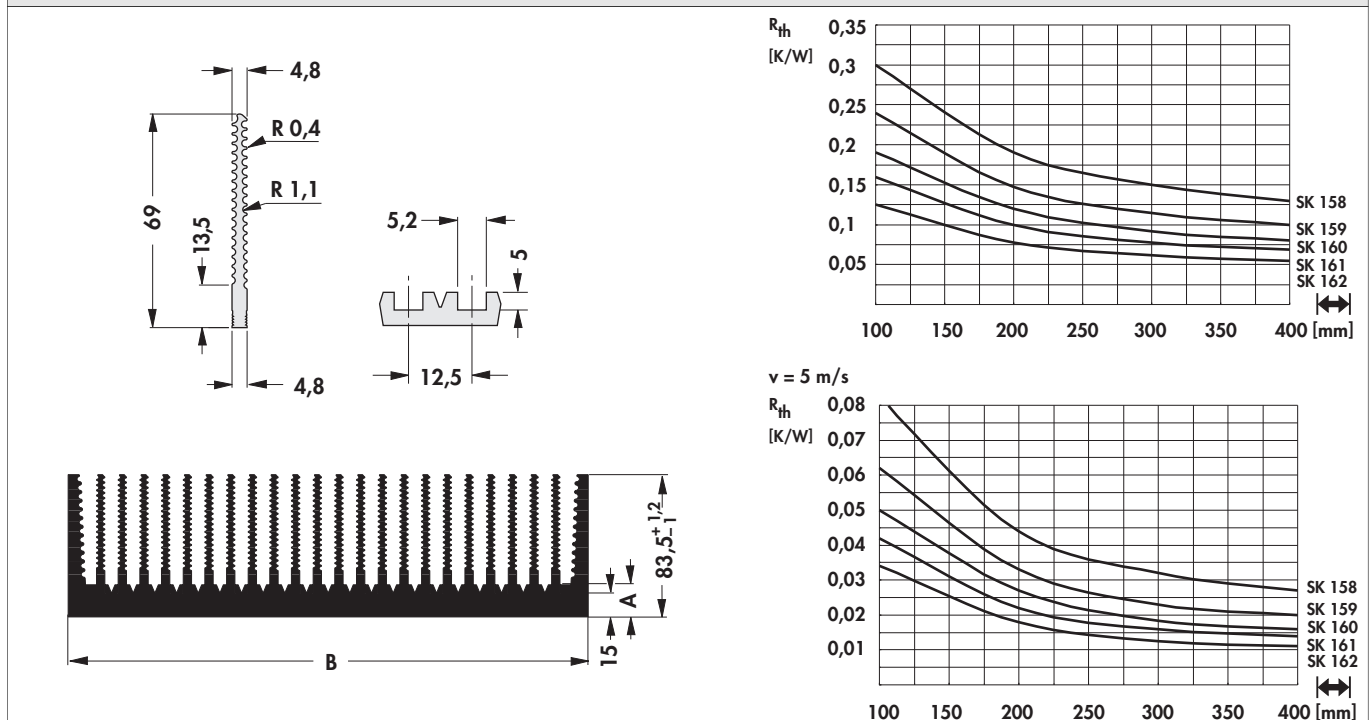 4,8
R 0,4
R 1,1
69
13,5
4,8
5,2
5
12,5
83,5 + 1,2 - 1
A
15
B
Rth
[K/W]
0,35
0,3
0,25
0,2
0,15
0,1
0,05
SK 158
SK 159
SK 160
SK 161
SK 162
100 150 200 250 300 350 400 [mm]
v = 5 m/s
Rth
[K/W]
0,08
0,07
0,06
0,05
0,04
0,03
0,02
0,01
SK 158
SK 159
SK 160
SK 161
SK 162
100 150 200 250 300 350 400 [mm]